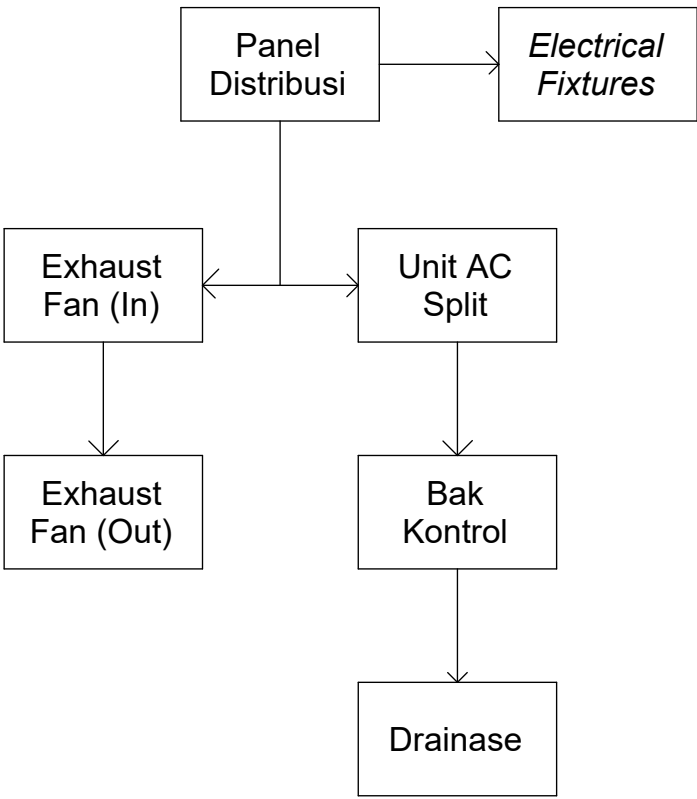 Panel
Distribusi
Electrical
Fixtures
Exhaust
Fan (In)
Unit AC
Split
Exhaust
Fan (Out)
Bak
Kontrol
Drainase